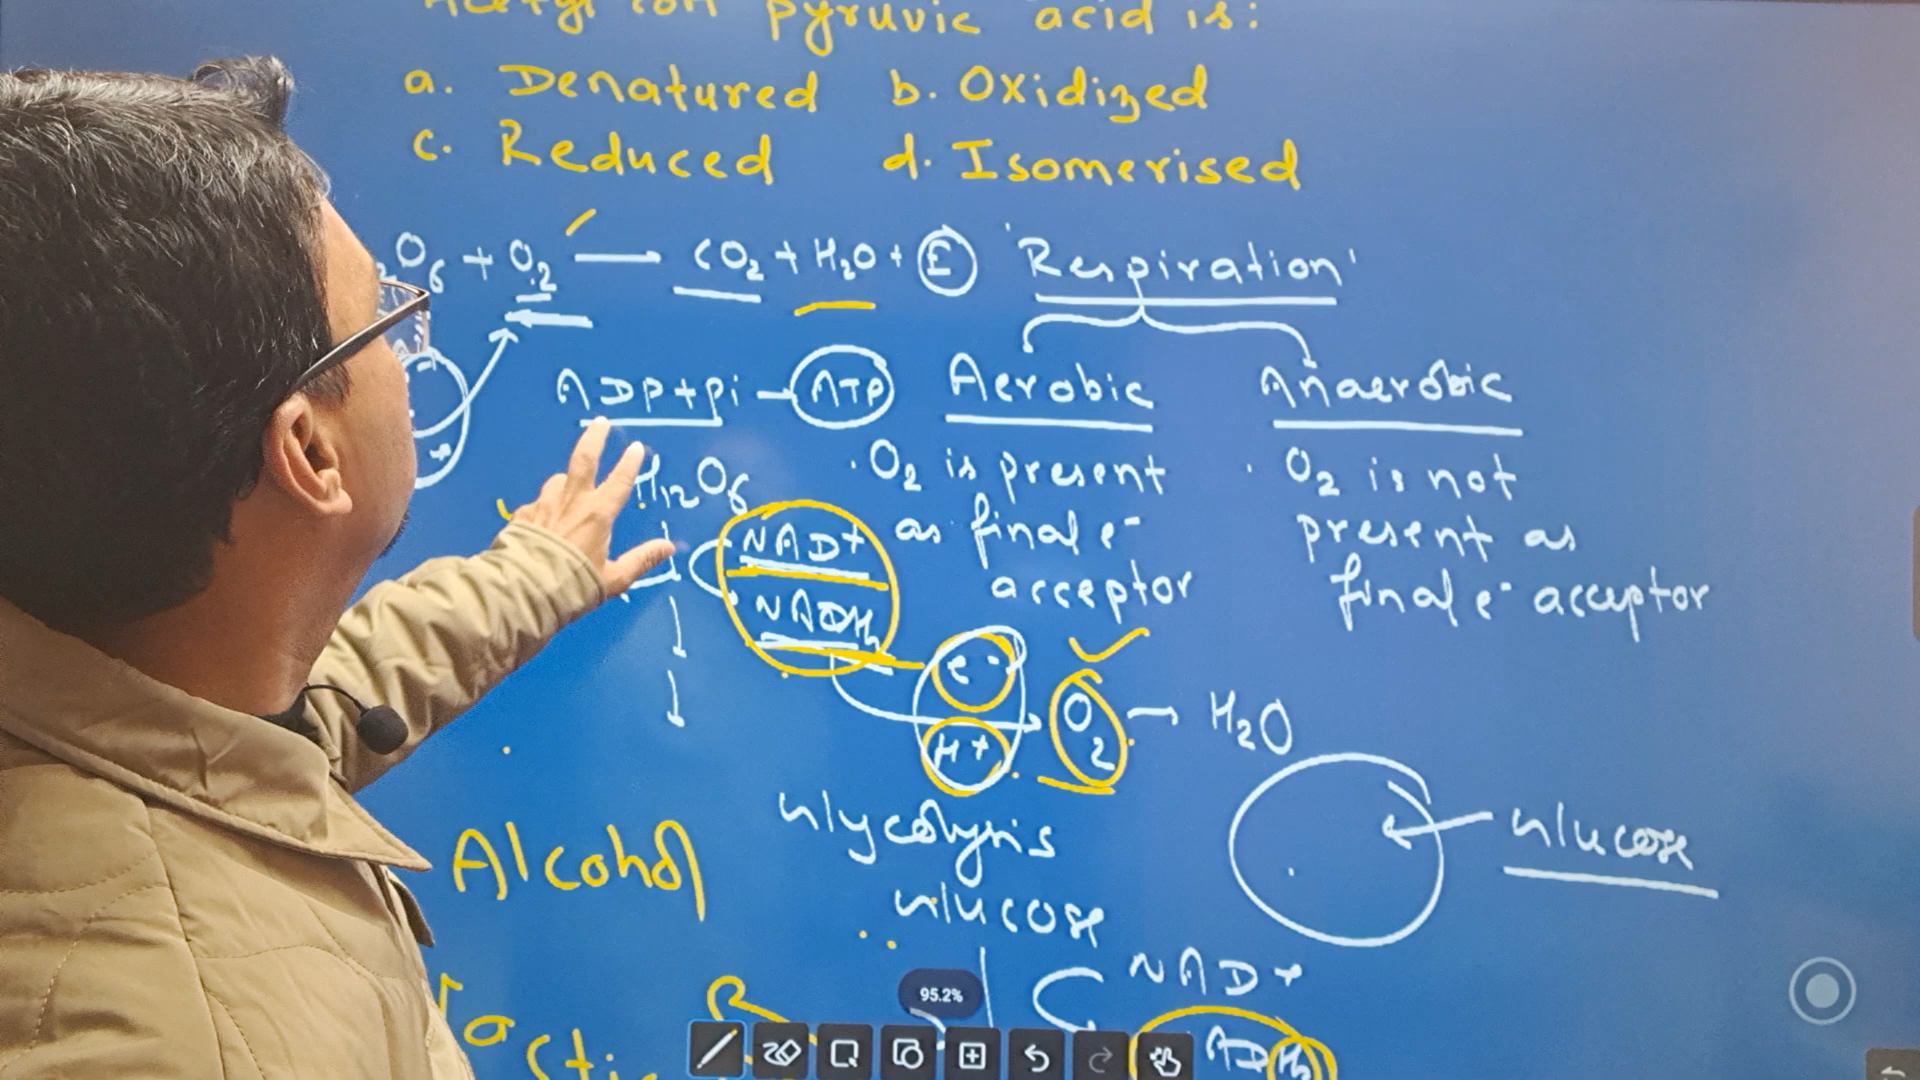 pyruvic acid is:
a. Denatured b. Oxidized
c. Reduced d. Isomerised
O6 + O2 → CO2 + H2O + E 'Respiration'
ADP + pi — ATP Aerobic Anaerobic
H12O6 . O2 is present . O2 is not
NAD+ as final e- present as
NADH2 acceptor final e- acceptor
e-
H+ O2 → H2O
Glycolysis
Glucose
Glucose
Alcohol
NAD+
95.2%